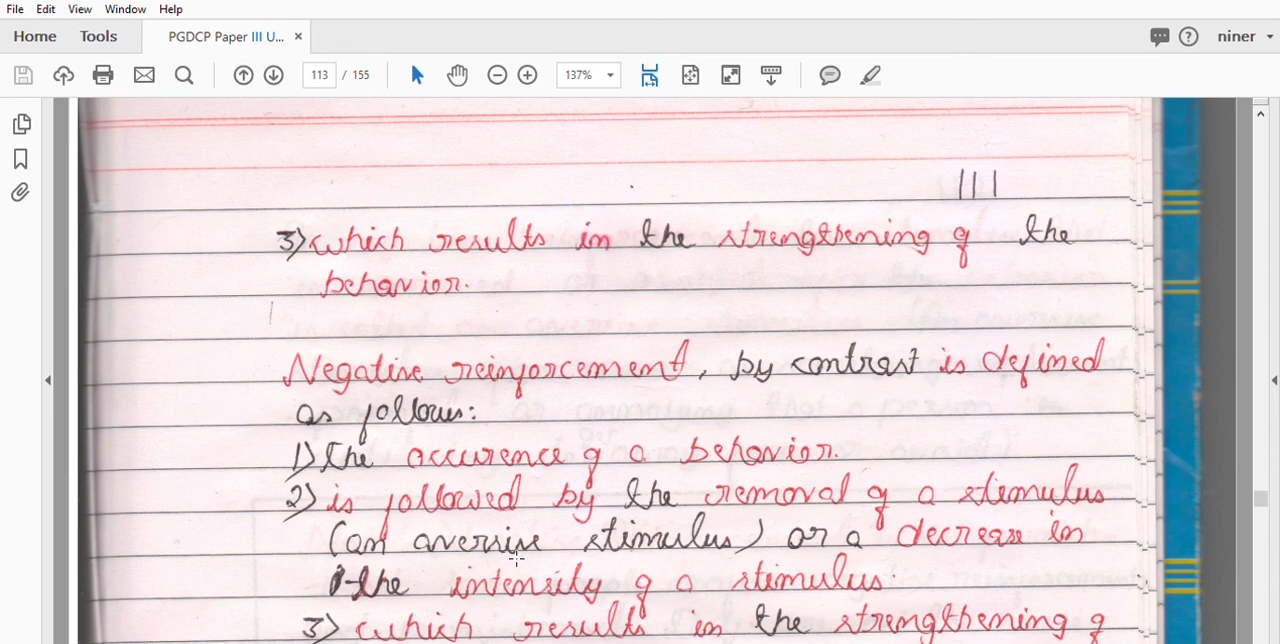 File Edit View Window Help
Home Tools PGDCP Paper III U... × niner
113 / 155 137%
111
3) which results in the strengthening of the
behavior.
Negative reinforcement, by contrast is defined
as follows:
1) the occurence of a behavior.
2) is followed by the removal of a stimulus
(an aversive stimulus) or a decrease in
the intensity of a stimulus
3) which results in the strengthening of